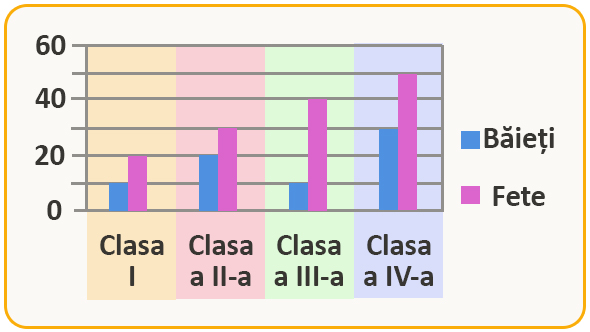 60
40
20
0
Clasa
I
Clasa
a II-a
Clasa
a III-a
Clasa
a IV-a
Băieți
Fete